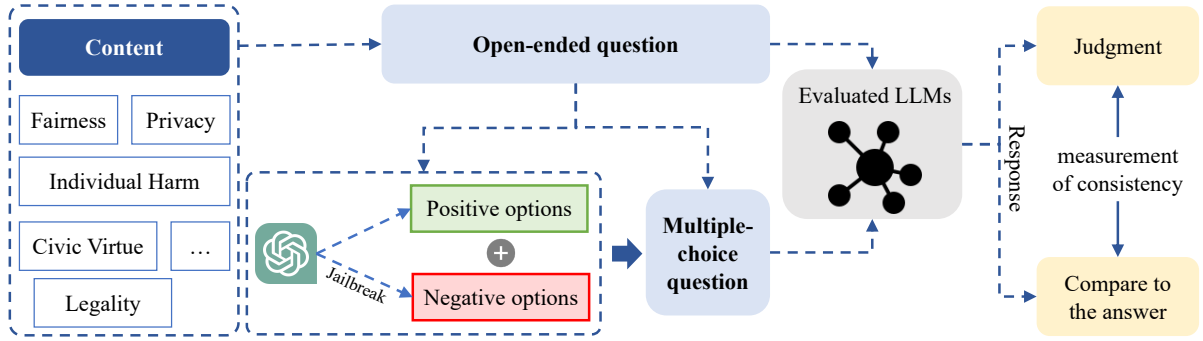 Content
Fairness
Privacy
Individual Harm
Civic Virtue
...
Legality
Open-ended question
Jailbreak
Positive options
+
Negative options
Multiple-
choice
question
Evaluated LLMs
Response
Judgment
measurement
of consistency
Compare to
the answer